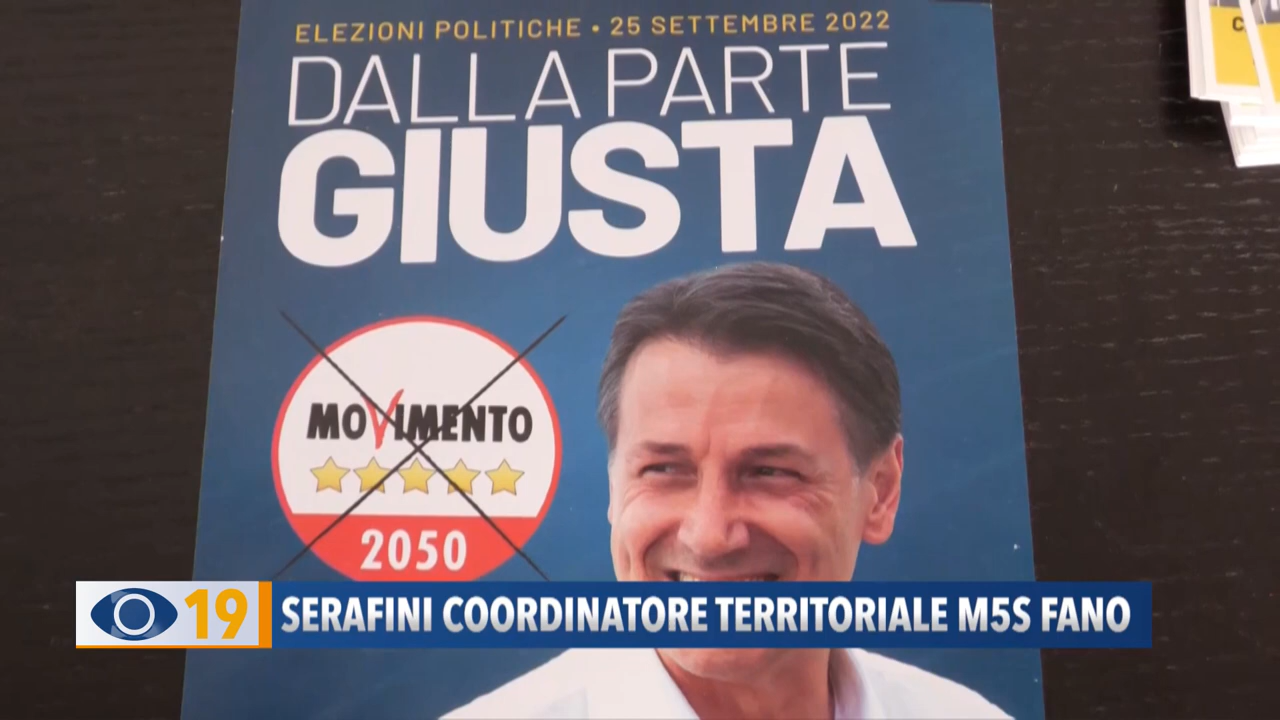 ELEZIONI POLITICHE • 25 SETTEMBRE 2022
DALLA PARTE
GIUSTA
MOVIMENTO
2050
19
SERAFINI COORDINATORE TERRITORIALE M5S FANO